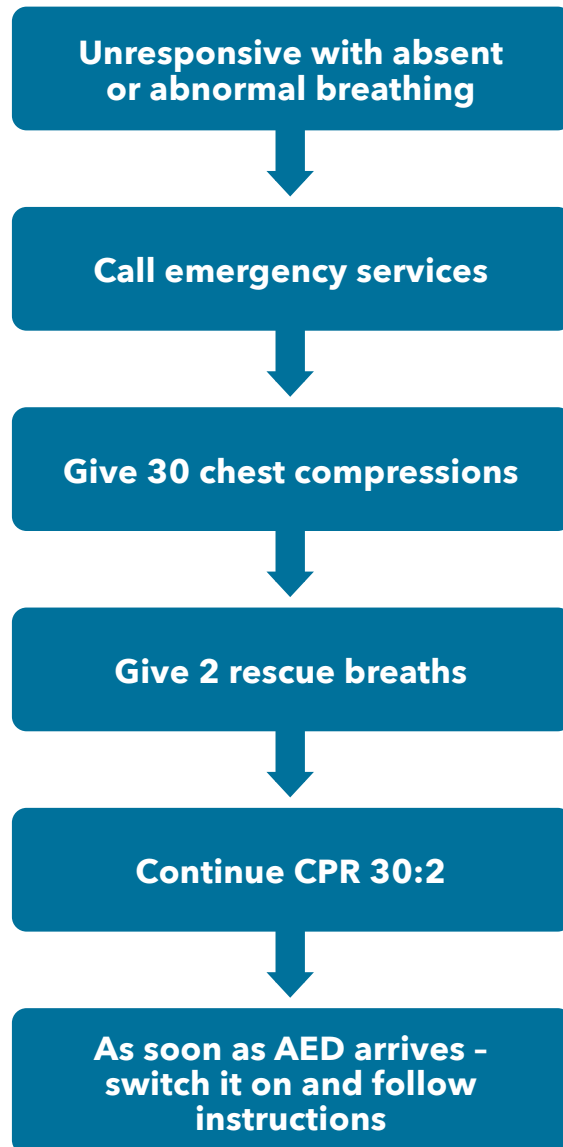 Unresponsive with absent
or abnormal breathing
Call emergency services
Give 30 chest compressions
Give 2 rescue breaths
Continue CPR 30:2
As soon as AED arrives –
switch it on and follow
instructions